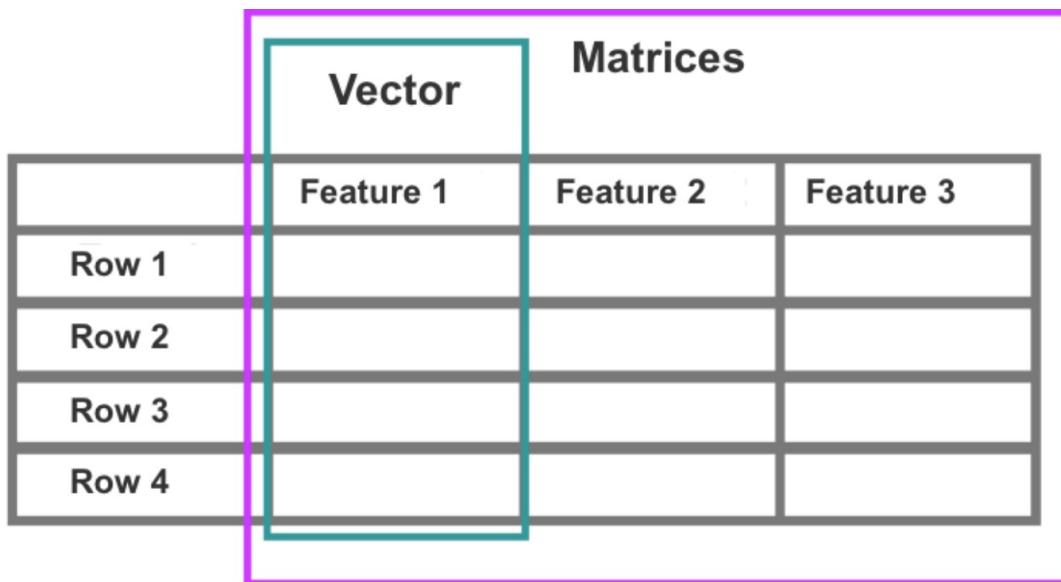 Matrices
Vector
Feature 1 Feature 2 Feature 3
Row 1
Row 2
Row 3
Row 4